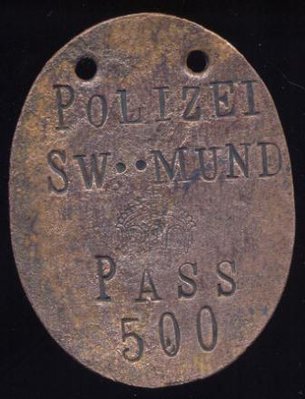 POLIZEI
SW··MUND
PASS
500